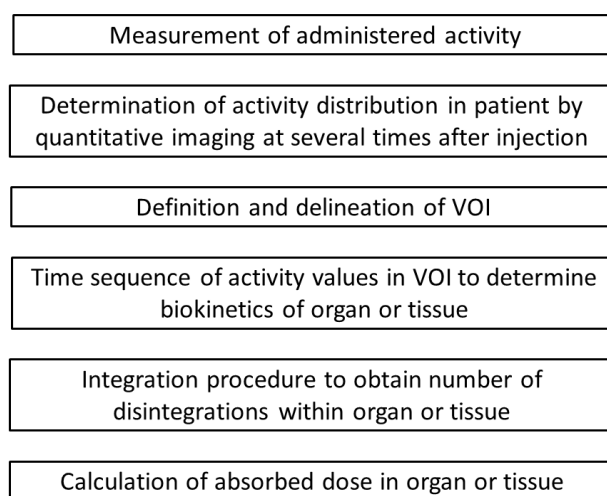 Measurement of administered activity
Determination of activity distribution in patient by
quantitative imaging at several times after injection
Definition and delineation of VOI
Time sequence of activity values in VOI to determine
biokinetics of organ or tissue
Integration procedure to obtain number of
disintegrations within organ or tissue
Calculation of absorbed dose in organ or tissue